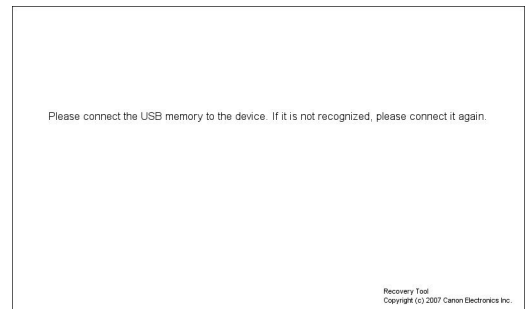 Please connect the USB memory to the device. If it is not recognized, please connect it again.
Recovery Tool
Copyright (c) 2007 Canon Electronics Inc.